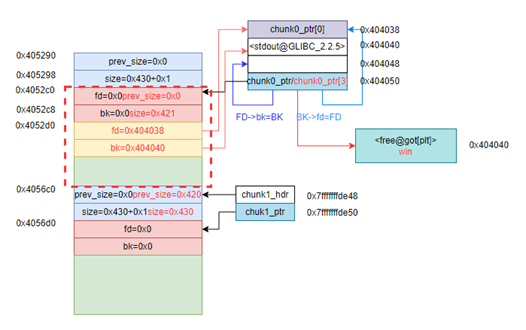 chunk0_ptr[0]
0x404038
<stdout@GLIBC_2.2.5>
0x404040
0x404048
chunk0_ptr/chunk0_ptr[3]
0x404050
0x405290
prev_size=0x0
0x405298
size=0x430+0x1
0x4052c0
fd=0x0prev_size=0x0
0x4052c8
bk=0x0size=0x421
0x4052d0
fd=0x404038
bk=0x404040
FD->bk=BK
BK->fd=FD
<free@got[plt]>
win
0x404040
0x4056c0
prev_size=0x0prev_size=0x420
size=0x430+0x1size=0x430
0x4056d0
fd=0x0
bk=0x0
chunk1_hdr
0x7fffffffde48
chuk1_ptr
0x7fffffffde50